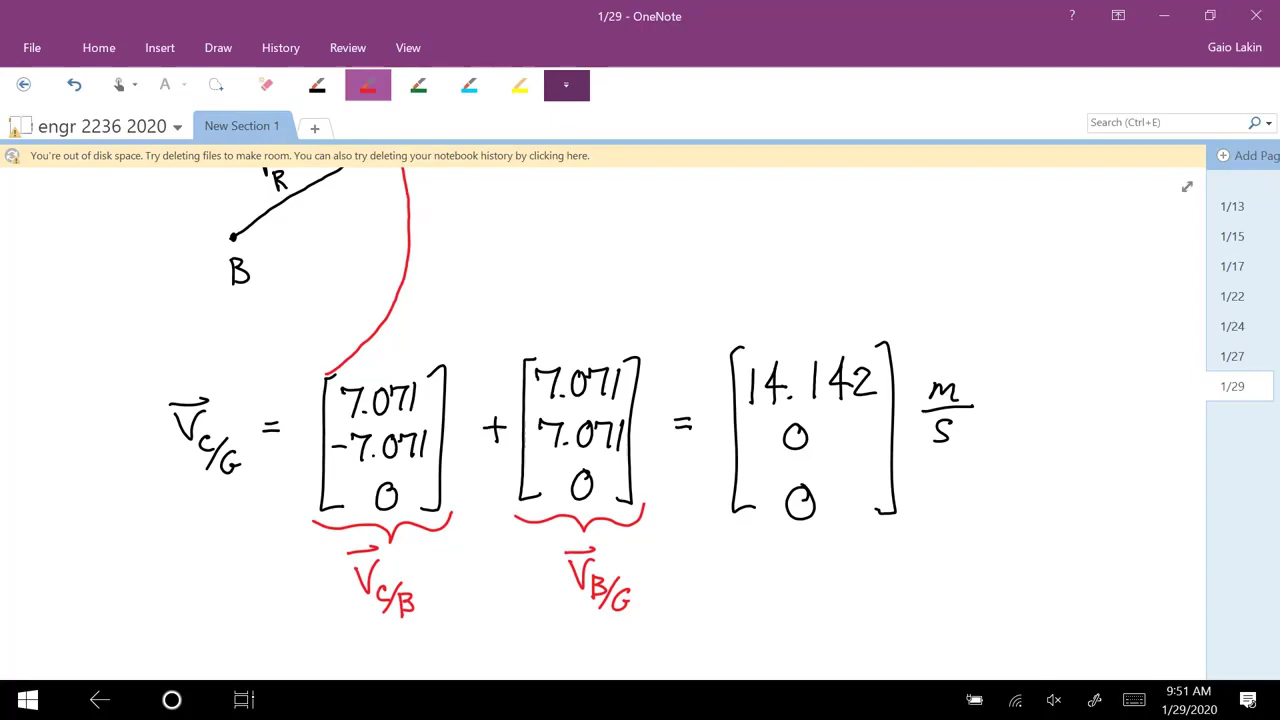 1/29 - OneNote
?
File Home Insert Draw History Review View
Gaio Lakin
A
engr 2236 2020
New Section 1
+
Search (Ctrl+E)
You're out of disk space. Try deleting files to make room. You can also try deleting your notebook history by clicking here.
Add Pag
1/13
1/15
1/17
1/22
1/24
1/27
1/29
R
B
V⃗C/G = [7.071 -7.071 0] + [7.071 7.071 0] = [14.142 0 0] m/s
V⃗C/B
V⃗B/G
9:51 AM
1/29/2020